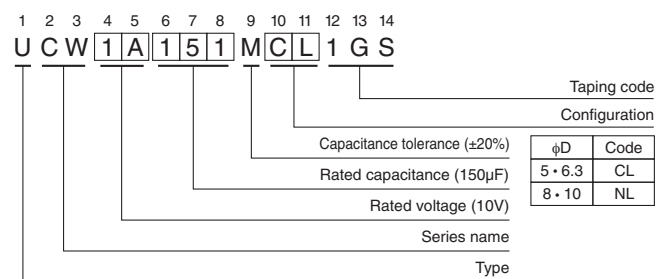 1 2 3 4 5 6 7 8 9 10 11 12 13 14
U C W 1 A 1 5 1 M C L 1 G S
Taping code
Configuration
Capacitance tolerance (±20%)
Rated capacitance (150µF)
Rated voltage (10V)
Series name
Type
ϕD Code
5 • 6.3 CL
8 • 10 NL